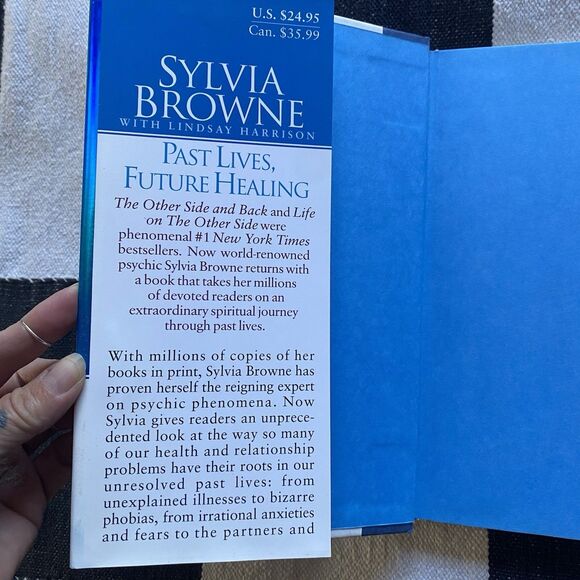 U.S. $24.95
Can. $35.99
SYLVIA
BROWNE
WITH LINDSAY HARRISON
PAST LIVES,
FUTURE HEALING
The Other Side and Back and Life
on The Other Side were
phenomenal #1 New York Times
bestsellers. Now world-renowned
psychic Sylvia Browne returns with
a book that takes her millions
of devoted readers on an
extraordinary spiritual journey
through past lives.
With millions of copies of her
books in print, Sylvia Browne has
proven herself the reigning expert
on psychic phenomena. Now
Sylvia gives readers an unprece-
dented look at the way so many
of our health and relationship
problems have their roots in our
unresolved past lives: from
unexplained illnesses to bizarre
phobias, from irrational anxieties
and fears to the partners and